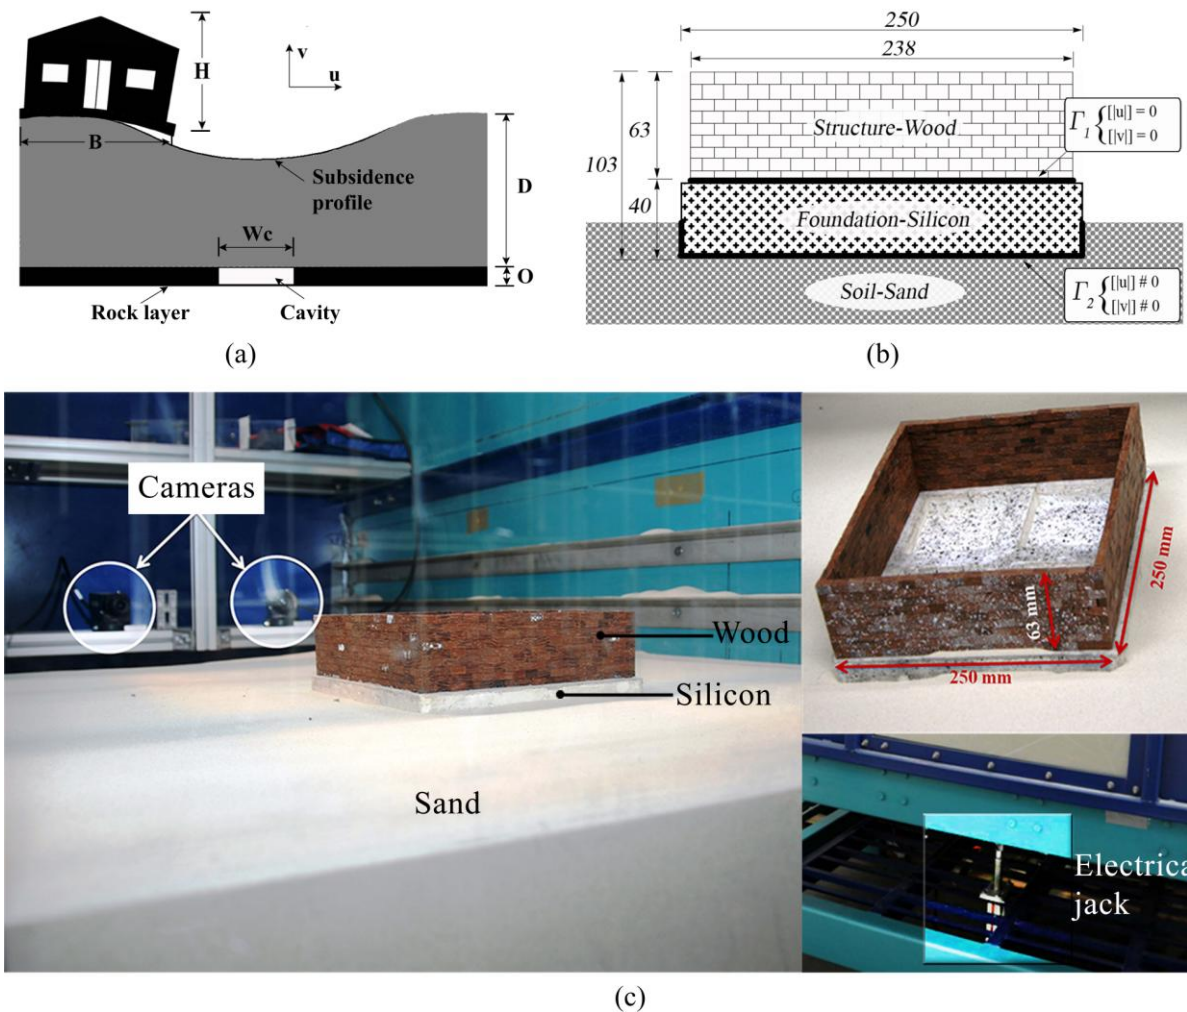 H
v
u
B
Subsidence
profile
D
Wc
O
Rock layer
Cavity
(a)
250
238
63
103
40
Structure-Wood
Γ1 { [|u|] = 0
[|v|] = 0
Foundation-Silicon
Soil-Sand
Γ2 { [|u|] # 0
[|v|] # 0
(b)
Cameras
Wood
Silicon
Sand
63 mm
250 mm
250 mm
Electrica
jack
(c)